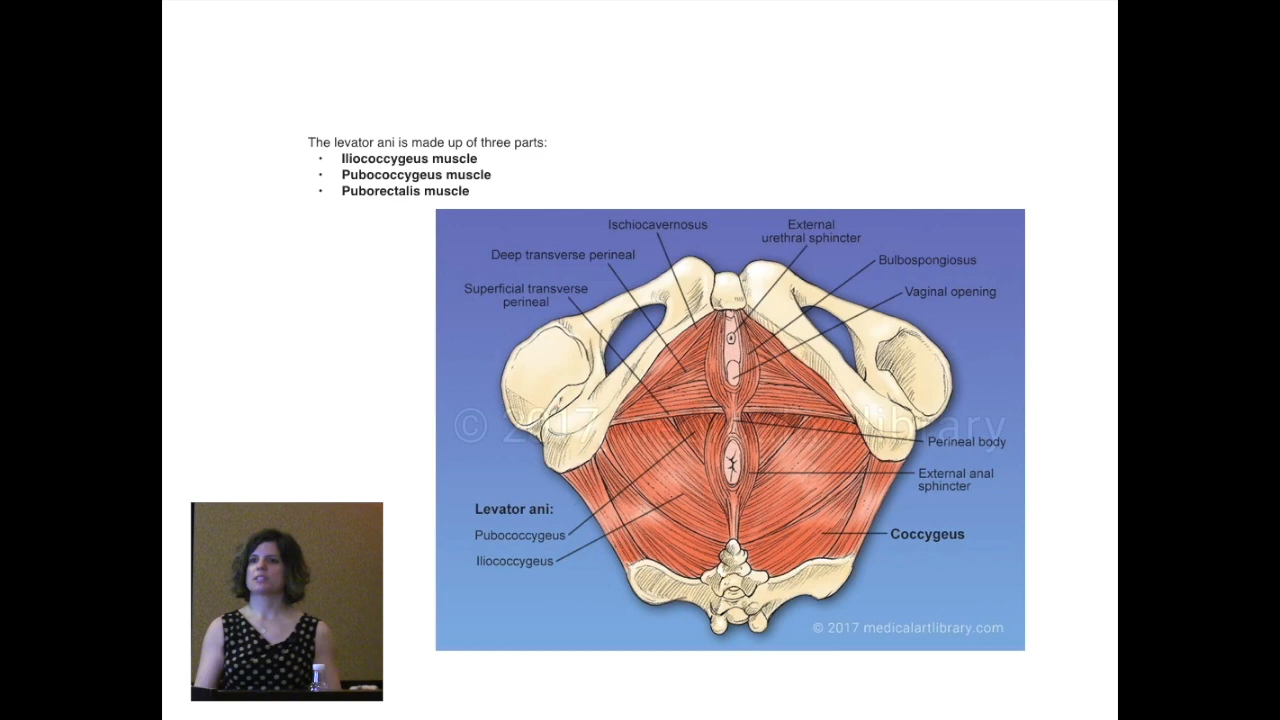 The levator ani is made up of three parts:
· Iliococcygeus muscle
· Pubococcygeus muscle
· Puborectalis muscle
Ischiocavernosus
External
urethral sphincter
Deep transverse perineal
Bulbospongiosus
Superficial transverse
perineal
Vaginal opening
Perineal body
External anal
sphincter
Levator ani:
Pubococcygeus
Iliococcygeus
Coccygeus
© 2017 medicalartlibrary.com